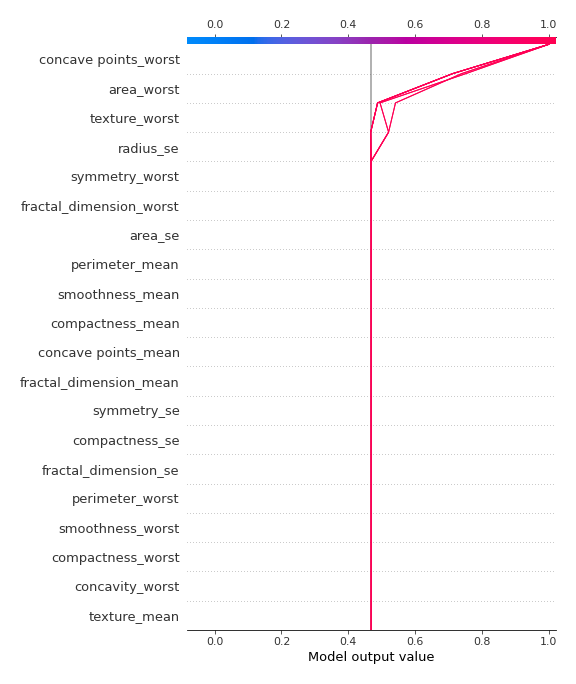 0.0 0.2 0.4 0.6 0.8 1.0
concave points_worst
area_worst
texture_worst
radius_se
symmetry_worst
fractal_dimension_worst
area_se
perimeter_mean
smoothness_mean
compactness_mean
concave points_mean
fractal_dimension_mean
symmetry_se
compactness_se
fractal_dimension_se
perimeter_worst
smoothness_worst
compactness_worst
concavity_worst
texture_mean
0.0 0.2 0.4 0.6 0.8 1.0
Model output value